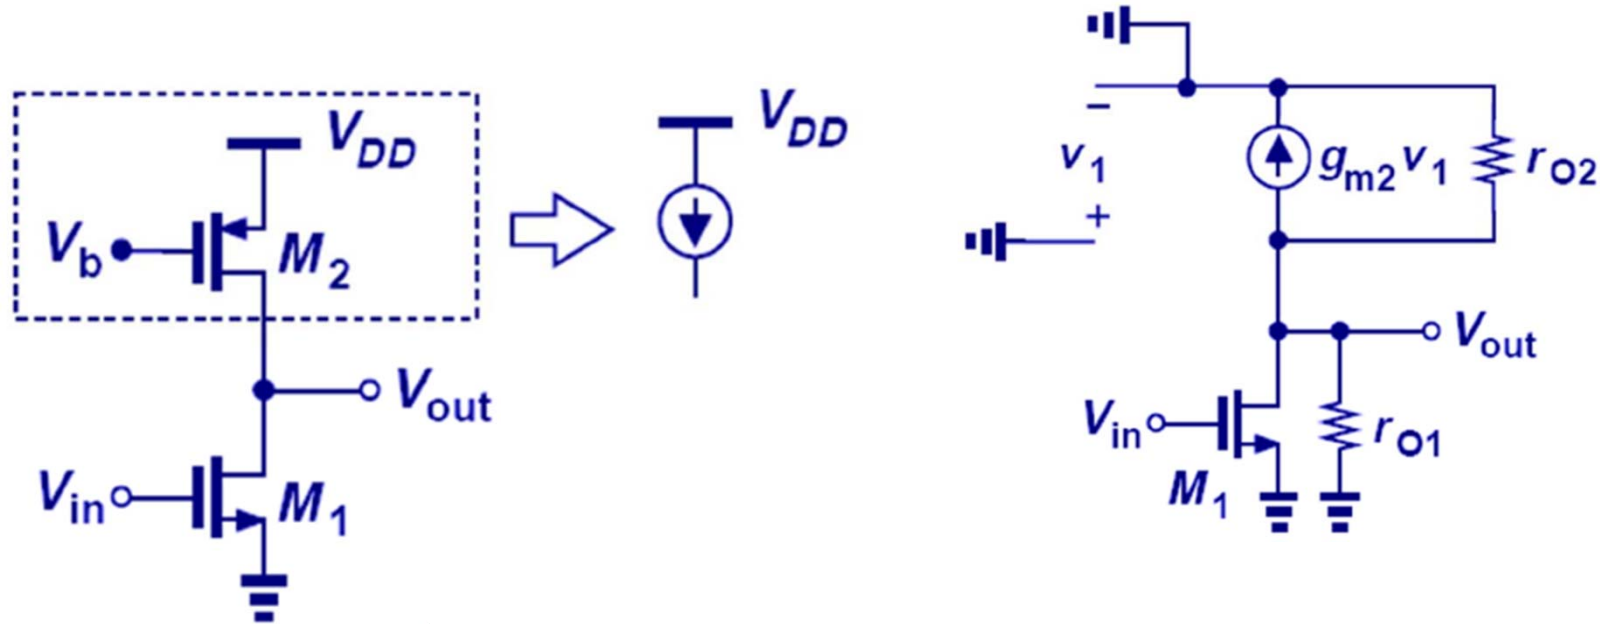 V_DD
V_b
M_2
V_out
V_in
M_1
V_DD
−
v_1
+
g_m2 v_1
r_O2
V_out
V_in
r_O1
M_1